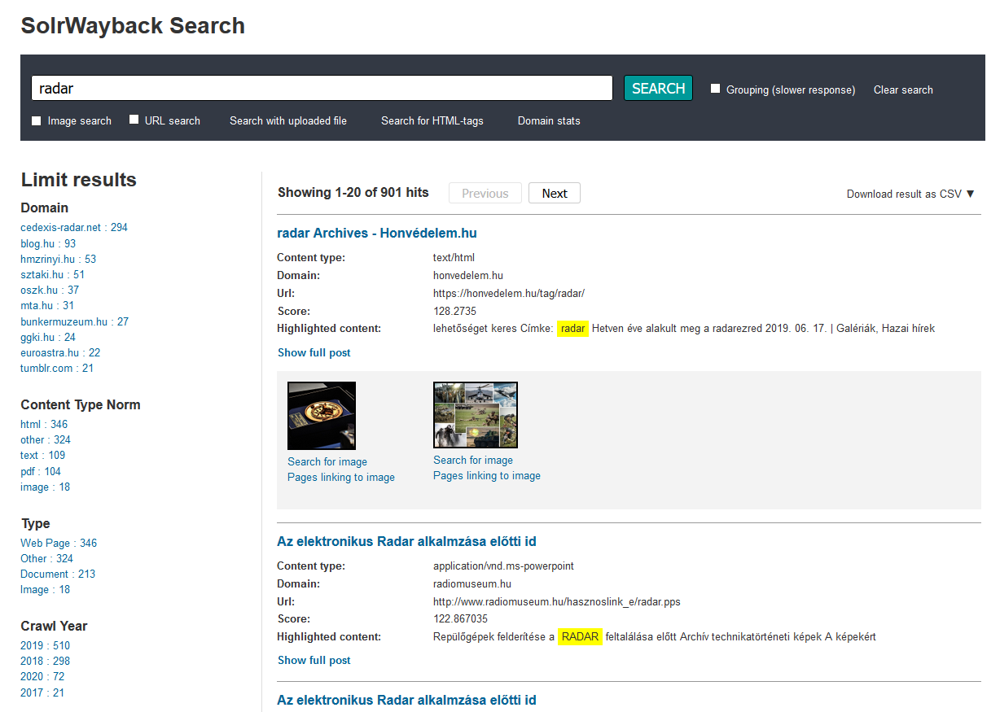 SolrWayback Search
radar
SEARCH
Grouping (slower response)
Clear search
Image search
URL search
Search with uploaded file
Search for HTML-tags
Domain stats
Limit results
Domain
cedexis-radar.net : 294
blog.hu : 93
hmzrinyi.hu : 53
sztaki.hu : 51
oszk.hu : 37
mta.hu : 31
bunkermuzeum.hu : 27
ggki.hu : 24
euroastra.hu : 22
tumblr.com : 21
Content Type Norm
html : 346
other : 324
text : 109
pdf : 104
image : 18
Type
Web Page : 346
Other : 324
Document : 213
Image : 18
Crawl Year
2019 : 510
2018 : 298
2020 : 72
2017 : 21
Showing 1-20 of 901 hits
Previous
Next
Download result as CSV ▼
radar Archives - Honvédelem.hu
Content type: text/html
Domain: honvedelem.hu
Url: https://honvedelem.hu/tag/radar/
Score: 128.2735
Highlighted content: lehetőséget keres Címke: radar Hetven éve alakult meg a radarezred 2019. 06. 17. | Galériák, Hazai hírek
Show full post
Search for image
Pages linking to image
Search for image
Pages linking to image
Az elektronikus Radar alkalmzása előtti id
Content type: application/vnd.ms-powerpoint
Domain: radiomuseum.hu
Url: http://www.radiomuseum.hu/hasznoslink_e/radar.pps
Score: 122.867035
Highlighted content: Repülőgépek felderítése a RADAR feltalálása előtt Archív technikatörténeti képek A képekért
Show full post
Az elektronikus Radar alkalmzása előtti id